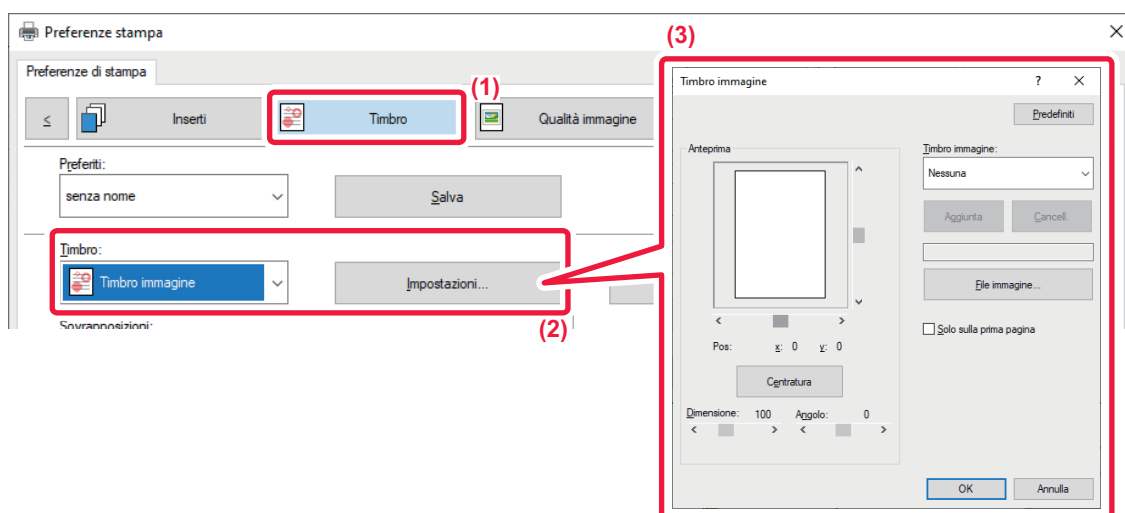 Preferenze stampa
Preferenze di stampa
(1)
<
Inserti
Timbro
Qualità immagine
Preferiti:
senza nome
Salva
Timbro:
Timbro immagine
Impostazioni...
(2)
Sovrapposizioni:
(3)
Timbro immagine
?
Predefiniti
Anteprima
Timbro immagine:
Nessuna
Aggiunta
Cancell.
File immagine...
Solo sulla prima pagina
Pos: x: 0 y: 0
Centratura
Dimensione: 100 Angolo: 0
OK
Annulla